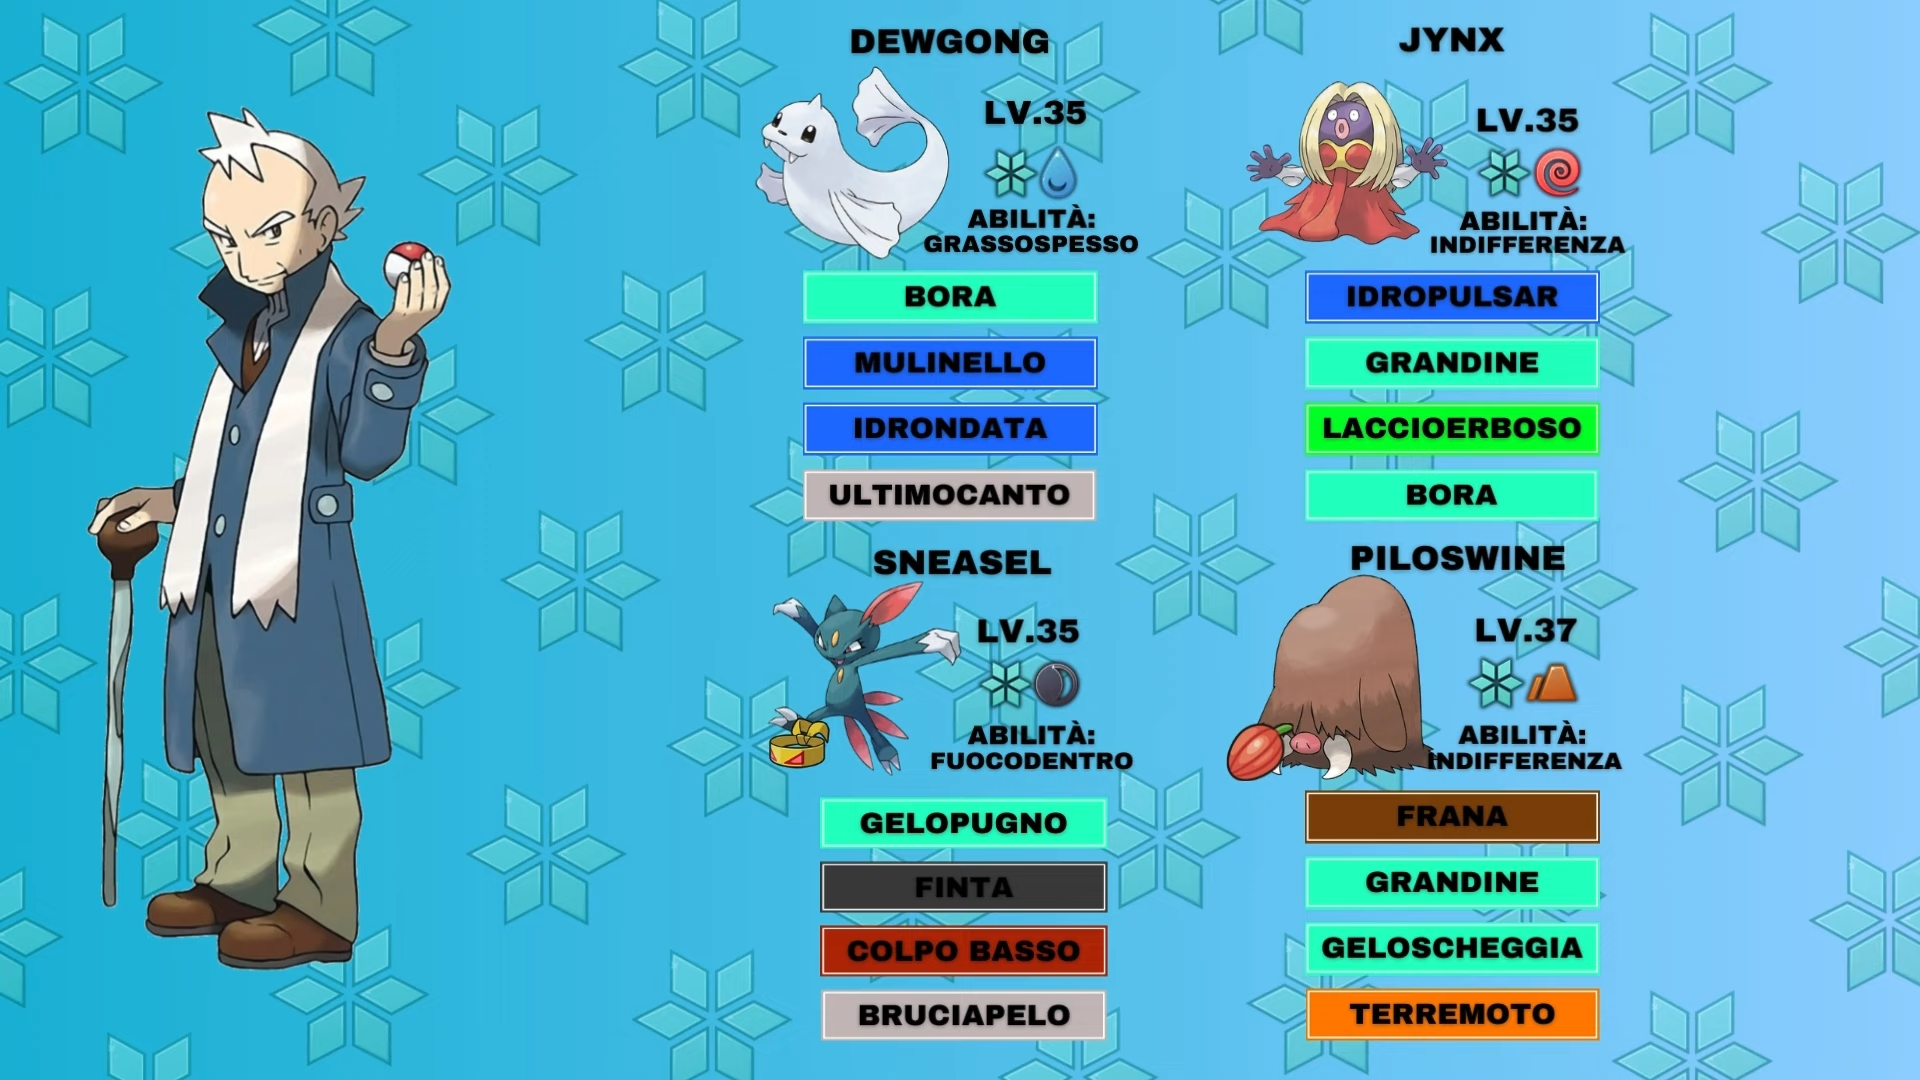 DEWGONG
LV.35
ABILITÀ:
GRASSOSPESSO
BORA
MULINELLO
IDRONDATA
ULTIMOCANTO
JYNX
LV.35
ABILITÀ:
INDIFFERENZA
IDROPULSAR
GRANDINE
LACCIOERBOSO
BORA
SNEASEL
LV.35
ABILITÀ:
FUOCODENTRO
GELOPUGNO
FINTA
COLPO BASSO
BRUCIAPELO
PILOSWINE
LV.37
ABILITÀ:
INDIFFERENZA
FRANA
GRANDINE
GELOSCHEGGIA
TERREMOTO